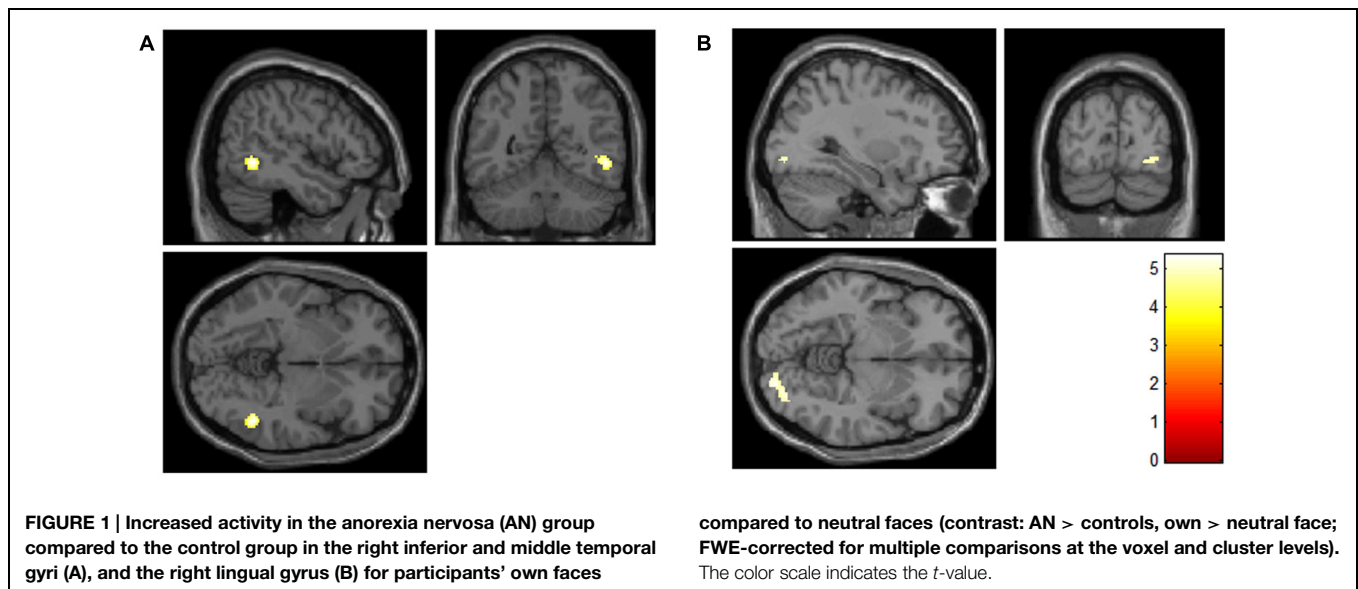 A
B
5
4
3
2
1
0
FIGURE 1 | Increased activity in the anorexia nervosa (AN) group
compared to the control group in the right inferior and middle temporal
gyri (A), and the right lingual gyrus (B) for participants’ own faces
compared to neutral faces (contrast: AN > controls, own > neutral face;
FWE-corrected for multiple comparisons at the voxel and cluster levels).
The color scale indicates the t-value.